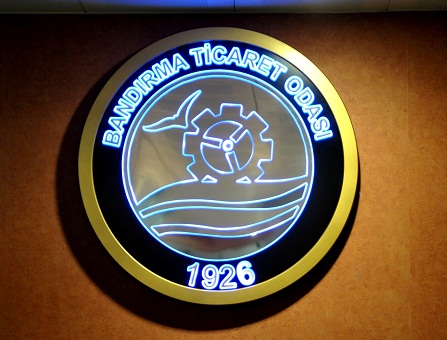 BANDIRMA TİCARET ODASI
1926